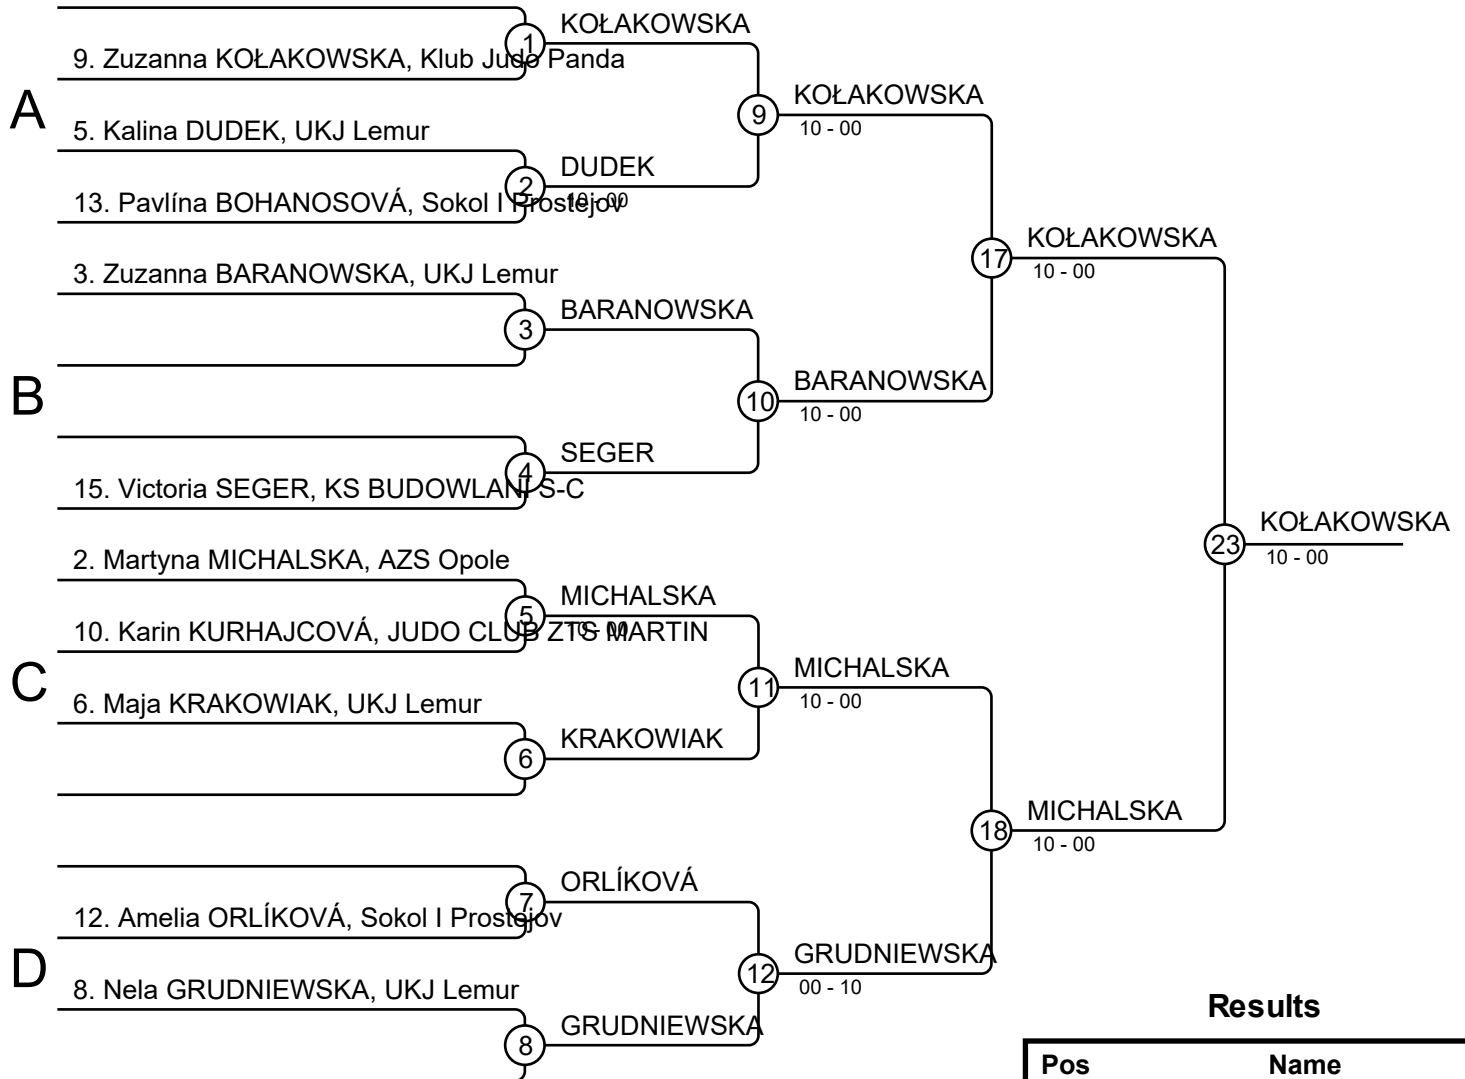 KOŁAKOWSKA
1
9. Zuzanna KOŁAKOWSKA, Klub Judo Panda
A
KOŁAKOWSKA
9
10 - 00
5. Kalina DUDEK, UKJ Lemur
DUDEK
2
10 - 00
13. Pavlína BOHANOSOVÁ, Sokol I Prostejov
KOŁAKOWSKA
17
10 - 00
3. Zuzanna BARANOWSKA, UKJ Lemur
BARANOWSKA
3
B
BARANOWSKA
10
10 - 00
SEGER
4
15. Victoria SEGER, KS BUDOWLANI S-C
KOŁAKOWSKA
23
10 - 00
2. Martyna MICHALSKA, AZS Opole
MICHALSKA
5
10 - 00
10. Karin KURHAJCOVÁ, JUDO CLUB ZTS MARTIN
C
MICHALSKA
11
10 - 00
6. Maja KRAKOWIAK, UKJ Lemur
KRAKOWIAK
6
MICHALSKA
18
10 - 00
ORLÍKOVÁ
7
12. Amelia ORLÍKOVÁ, Sokol I Prostejov
D
GRUDNIEWSKA
12
00 - 10
8. Nela GRUDNIEWSKA, UKJ Lemur
GRUDNIEWSKA
8
Results
Pos Name